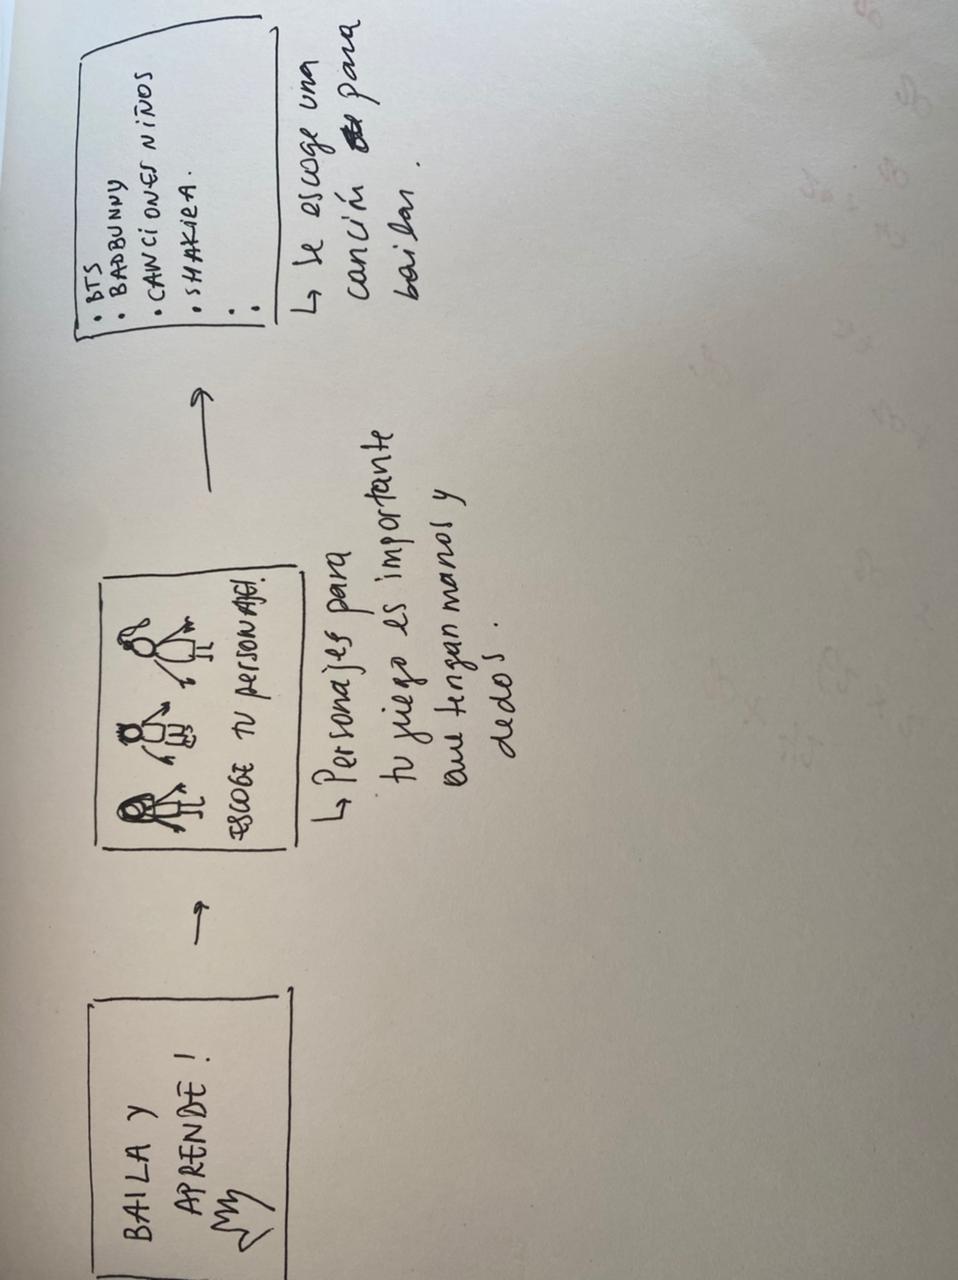 BAILA Y
APRENDE!
ESCOGE TU PERSONAJE!
↳ Personajes para
tu juego es importante
que tengan manos y
dedos.
• BTS
• BADBUNNY
• CANCIONES NIÑOS
• SHAKIRA.
•
•
↳ Se escoge una
canción para
bailar.